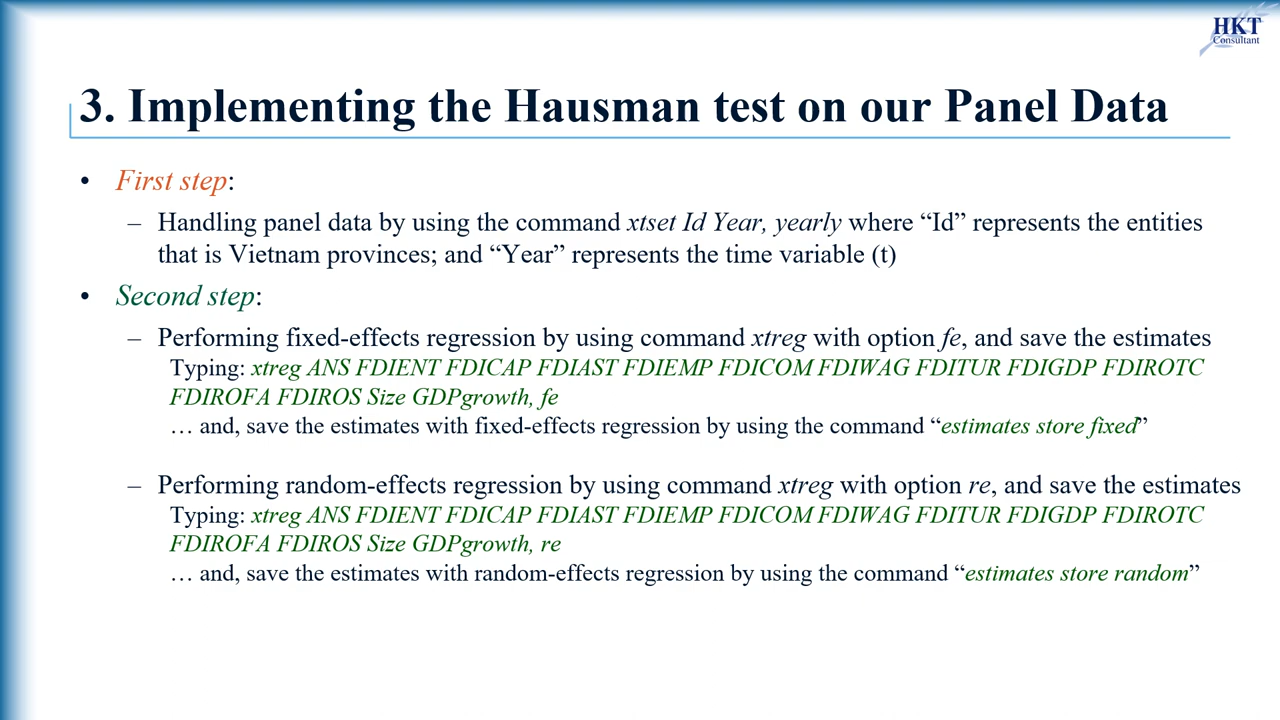 HKT
Consultant
3. Implementing the Hausman test on our Panel Data
• First step:
– Handling panel data by using the command xtset Id Year, yearly where “Id” represents the entities
that is Vietnam provinces; and “Year” represents the time variable (t)
• Second step:
– Performing fixed-effects regression by using command xtreg with option fe, and save the estimates
Typing: xtreg ANS FDIENT FDICAP FDIAST FDIEMP FDICOM FDIWAG FDITUR FDIGDP FDIROTC
FDIROFA FDIROS Size GDPgrowth, fe
… and, save the estimates with fixed-effects regression by using the command “estimates store fixed”
– Performing random-effects regression by using command xtreg with option re, and save the estimates
Typing: xtreg ANS FDIENT FDICAP FDIAST FDIEMP FDICOM FDIWAG FDITUR FDIGDP FDIROTC
FDIROFA FDIROS Size GDPgrowth, re
… and, save the estimates with random-effects regression by using the command “estimates store random”